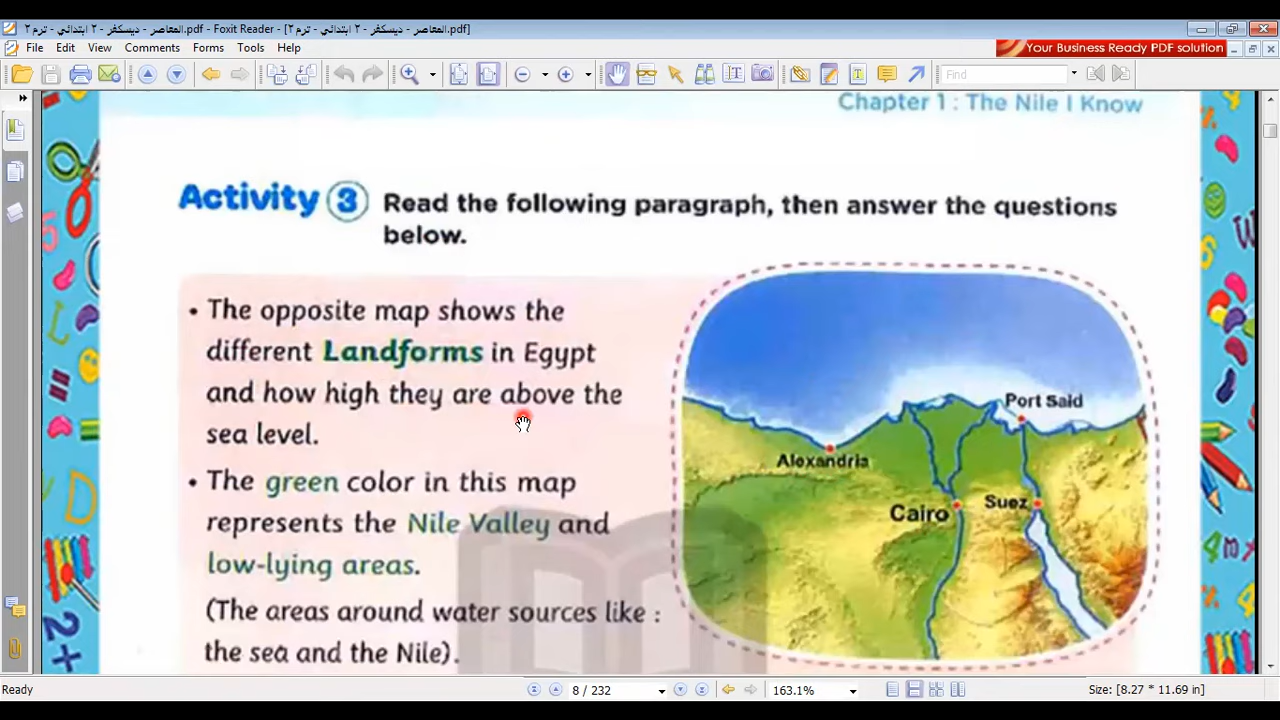 المعاصر - ديسكفر - ٢ ابتدائي - ترم ٢.pdf - Foxit Reader - [المعاصر - ديسكفر - ٢ ابتدائي - ترم ٢.pdf]
File Edit View Comments Forms Tools Help
Your Business Ready PDF solution
Find
Chapter 1 : The Nile I Know
Activity 3 Read the following paragraph, then answer the questions
below.
• The opposite map shows the
different Landforms in Egypt
and how high they are above the
sea level.
• The green color in this map
represents the Nile Valley and
low-lying areas.
(The areas around water sources like :
the sea and the Nile).
Port Said
Alexandria
Cairo
Suez
Ready
8 / 232
163.1%
Size: [8.27 * 11.69 in]